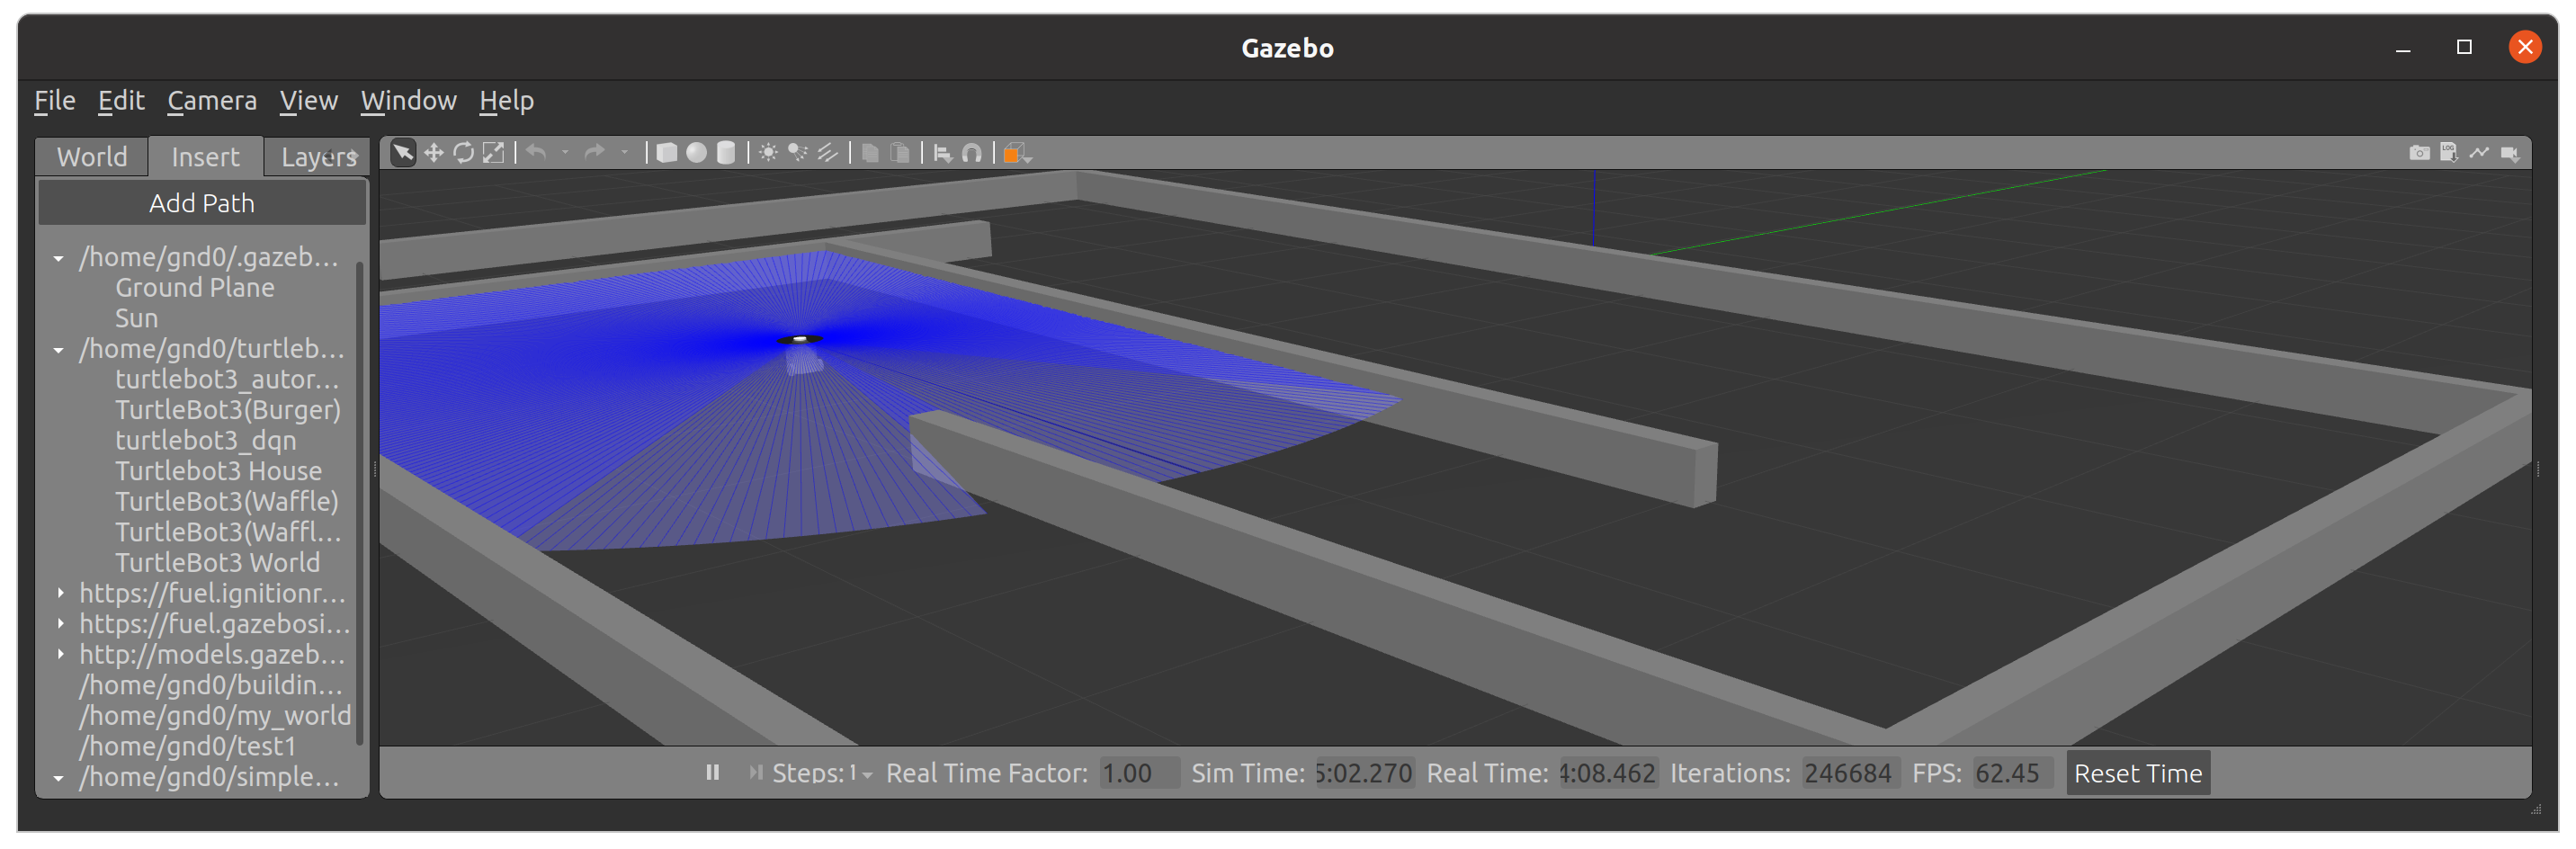 Gazebo
File Edit Camera View Window Help
World Insert Layers
Add Path
/home/gnd0/.gazeb...
Ground Plane
Sun
/home/gnd0/turtleb...
turtlebot3_autor...
TurtleBot3(Burger)
turtlebot3_dqn
Turtlebot3 House
TurtleBot3(Waffle)
TurtleBot3(Waffl...
TurtleBot3 World
https://fuel.ignitionr...
https://fuel.gazebosi...
http://models.gazeb...
/home/gnd0/buildin...
/home/gnd0/my_world
/home/gnd0/test1
/home/gnd0/simple...
LOG
Steps: 1 Real Time Factor: 1.00 Sim Time: 5:02.270 Real Time: 4:08.462 Iterations: 246684 FPS: 62.45 Reset Time